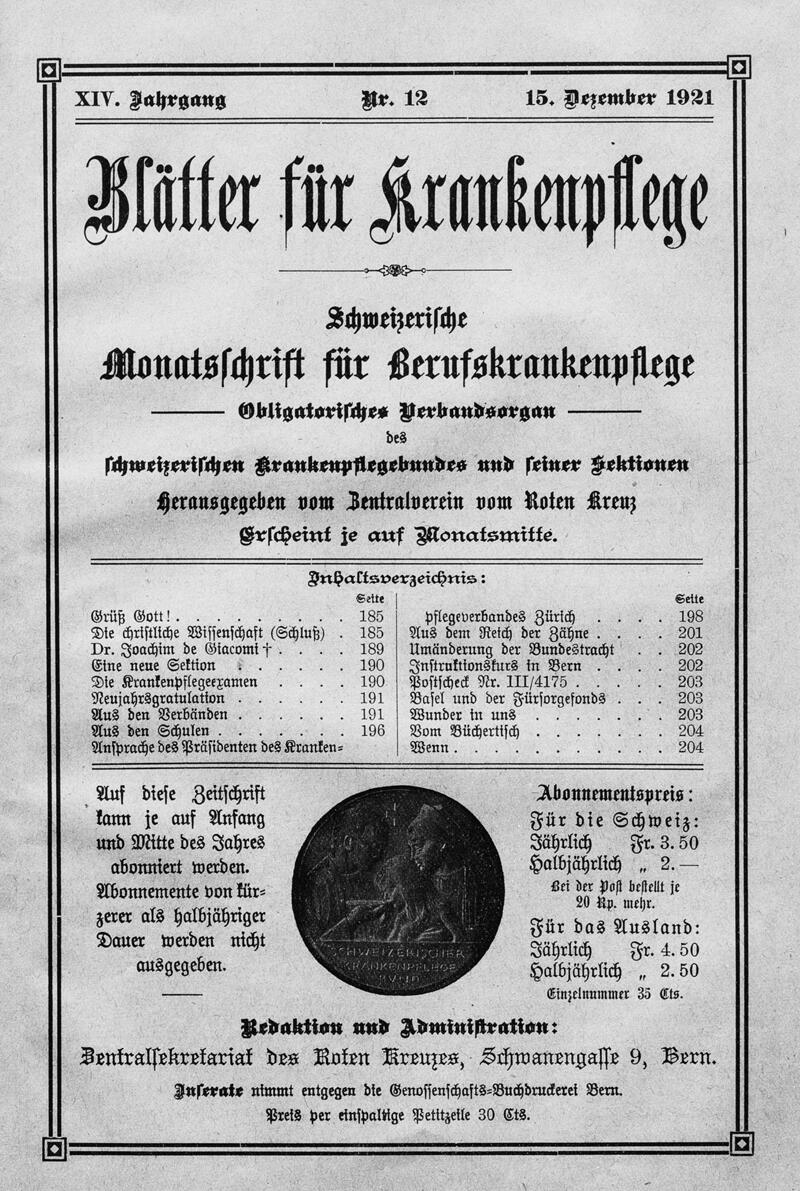 XIV. Jahrgang Nr. 12 15. Dezember 1921
Blätter für Krankenpflege
Schweizerische
Monatsschrift für Berufskrankenpflege
Obligatorisches Verbandsorgan
des
schweizerischen Krankenpflegebundes und seiner Sektionen
Herausgegeben vom Zentralverein vom Roten Kreuz
Erscheint je auf Monatsmitte.
Inhaltsverzeichnis:
Seite
Grüß Gott! . . . . . . . . . 185
Die christliche Wissenschaft (Schluß) . 185
Dr. Joachim de Giacomi † . . . . 189
Eine neue Sektion . . . . . . 190
Die Krankenpflegeexamen . . . . 190
Neujahrsgratulation . . . . . . 191
Aus den Verbänden . . . . . . 191
Aus den Schulen . . . . . . . 196
Ansprache des Präsidenten des Kranken-
Seite
pflegeverbandes Zürich . . . . 198
Aus dem Reich der Zähne . . . . 201
Umänderung der Bundestracht . . 202
Instruktionskurs in Bern . . . . 202
Postscheck Nr. III/4175 . . . . . 203
Basel und der Fürsorgefonds . . . 203
Wunder in uns . . . . . . . 203
Vom Büchertisch . . . . . . . 204
Wenn . . . . . . . . . . . 204
Auf diese Zeitschrift
kann je auf Anfang
und Mitte des Jahres
abonniert werden.
Abonnemente von kür-
zerer als halbjähriger
Dauer werden nicht
ausgegeben.
SCHWEIZERISCHER
KRANKENPFLEGE
BUND
Abonnementspreis:
Für die Schweiz:
Jährlich Fr. 3.50
Halbjährlich „ 2.—
Bei der Post bestellt je
20 Rp. mehr.
Für das Ausland:
Jährlich Fr. 4.50
Halbjährlich „ 2.50
Einzelnummer 35 Cts.
Redaktion und Administration:
Zentralsekretariat des Roten Kreuzes, Schwanengasse 9, Bern.
Inserate nimmt entgegen die Genossenschafts-Buchdruckerei Bern.
Preis per einspaltige Petitzeile 30 Cts.